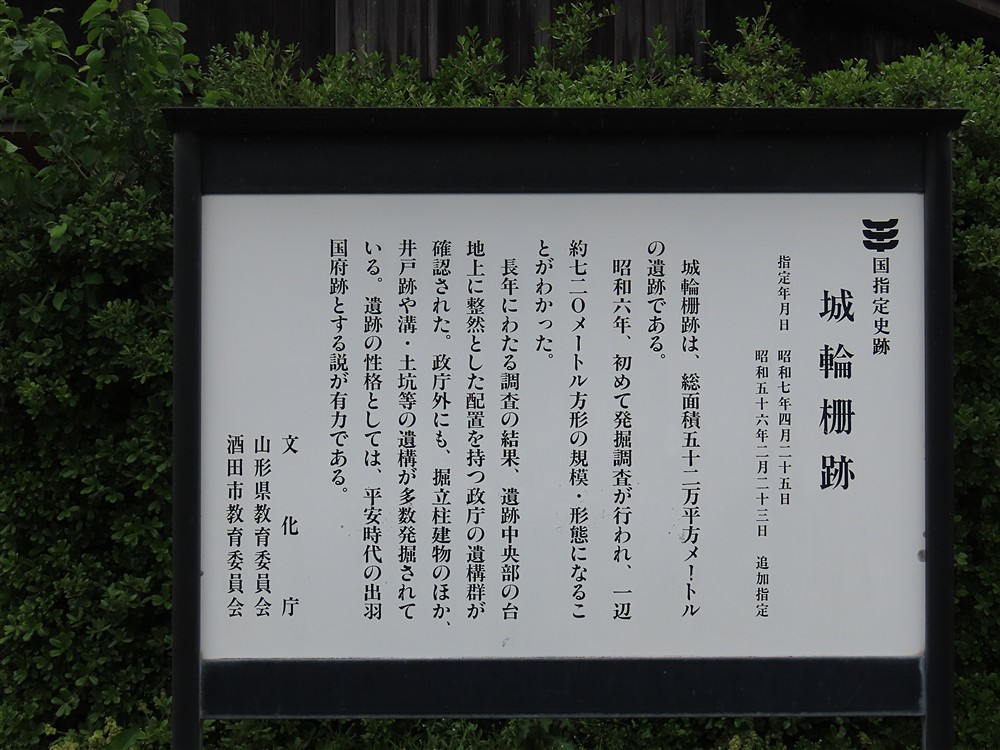 国指定史跡
城輪柵跡
指定年月日　昭和七年四月二十五日
昭和五十六年二月二十三日　追加指定
城輪柵跡は、総面積五十二万平方メートル
の遺跡である。
昭和六年、初めて発掘調査が行われ、一辺
約七二〇メートル方形の規模・形態になるこ
とがわかった。
長年にわたる調査の結果、遺跡中央部の台
地上に整然とした配置を持つ政庁の遺構群が
確認された。政庁外にも、掘立柱建物のほか、
井戸跡や溝・土坑等の遺構が多数発掘されて
いる。遺跡の性格としては、平安時代の出羽
国府跡とする説が有力である。
文化庁
山形県教育委員会
酒田市教育委員会